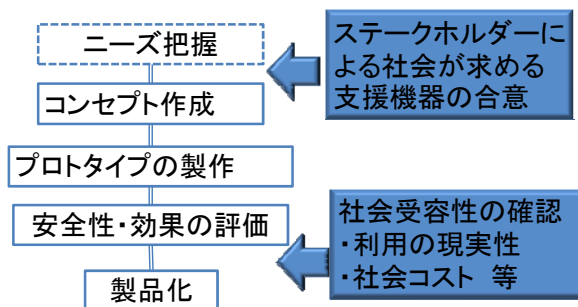 ニーズ把握
ステークホルダーに
よる社会が求める
支援機器の合意
コンセプト作成
プロトタイプの製作
安全性・効果の評価
社会受容性の確認
・利用の現実性
・社会コスト 等
製品化